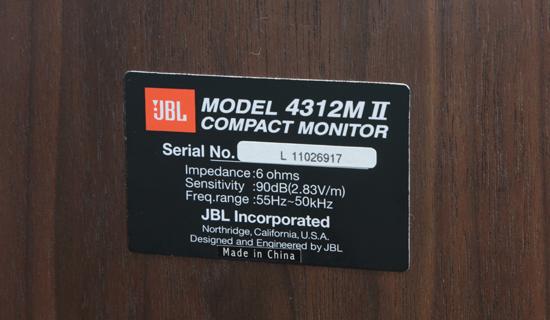 JBL MODEL 4312M II
COMPACT MONITOR
Serial No. L 11026917
Impedance :6 ohms
Sensitivity :90dB(2.83V/m)
Freq.range :55Hz~50kHz
JBL Incorporated
Northridge, California, U.S.A.
Designed and Engineered by JBL
Made in China